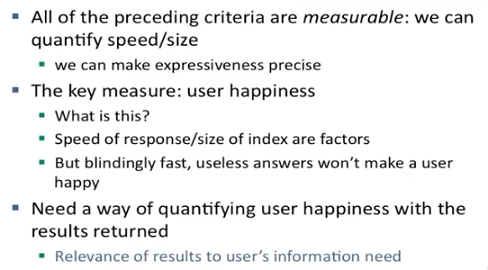 All of the preceding criteria are measurable: we can
quantify speed/size
we can make expressiveness precise
The key measure: user happiness
What is this?
Speed of response/size of index are factors
But blindingly fast, useless answers won't make a user
happy
Need a way of quantifying user happiness with the
results returned
Relevance of results to user's information need